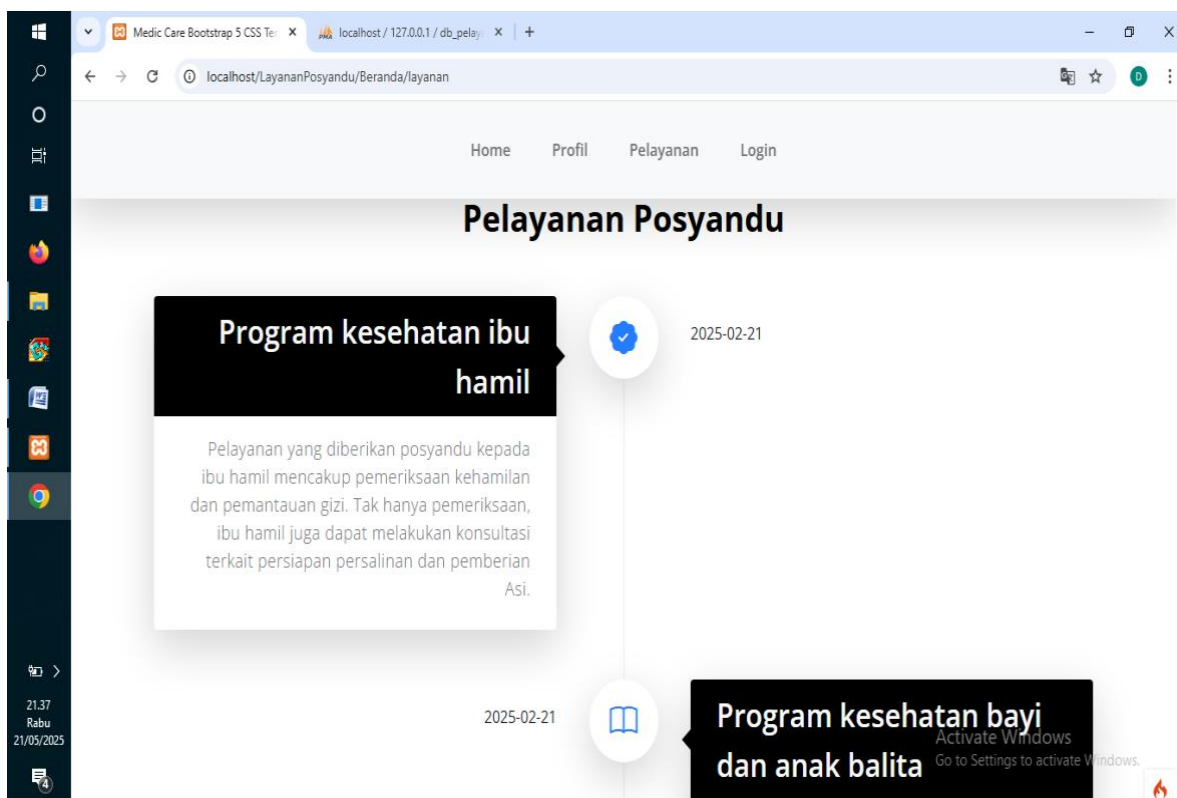 Medic Care Bootstrap 5 CSS Te
localhost / 127.0.0.1 / db_pelay
localhost/LayananPosyandu/Beranda/layanan
D
Home Profil Pelayanan Login
Pelayanan Posyandu
Program kesehatan ibu
hamil
2025-02-21
Pelayanan yang diberikan posyandu kepada
ibu hamil mencakup pemeriksaan kehamilan
dan pemantauan gizi. Tak hanya pemeriksaan,
ibu hamil juga dapat melakukan konsultasi
terkait persiapan persalinan dan pemberian
Asi.
2025-02-21
Program kesehatan bayi
dan anak balita
Activate Windows
Go to Settings to activate Windows.
21.37
Rabu
21/05/2025
4